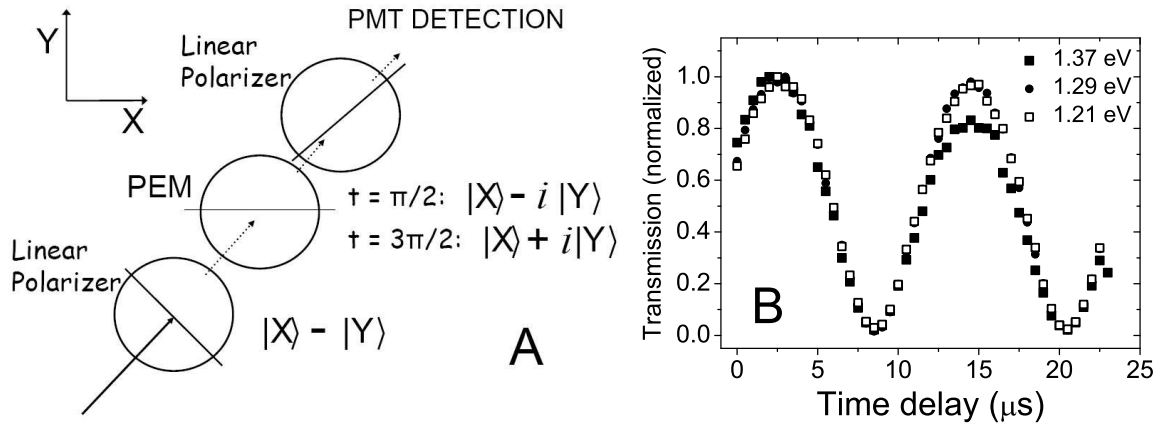 PMT DETECTION
Y
X
Linear
Polarizer
PEM
t = π/2: |X⟩ - i |Y⟩
t = 3π/2: |X⟩ + i|Y⟩
Linear
Polarizer
|X⟩ - |Y⟩
A
Transmission (normalized)
1.0
0.8
0.6
0.4
0.2
0.0
1.37 eV
1.29 eV
1.21 eV
B
0 5 10 15 20 25
Time delay (μs)